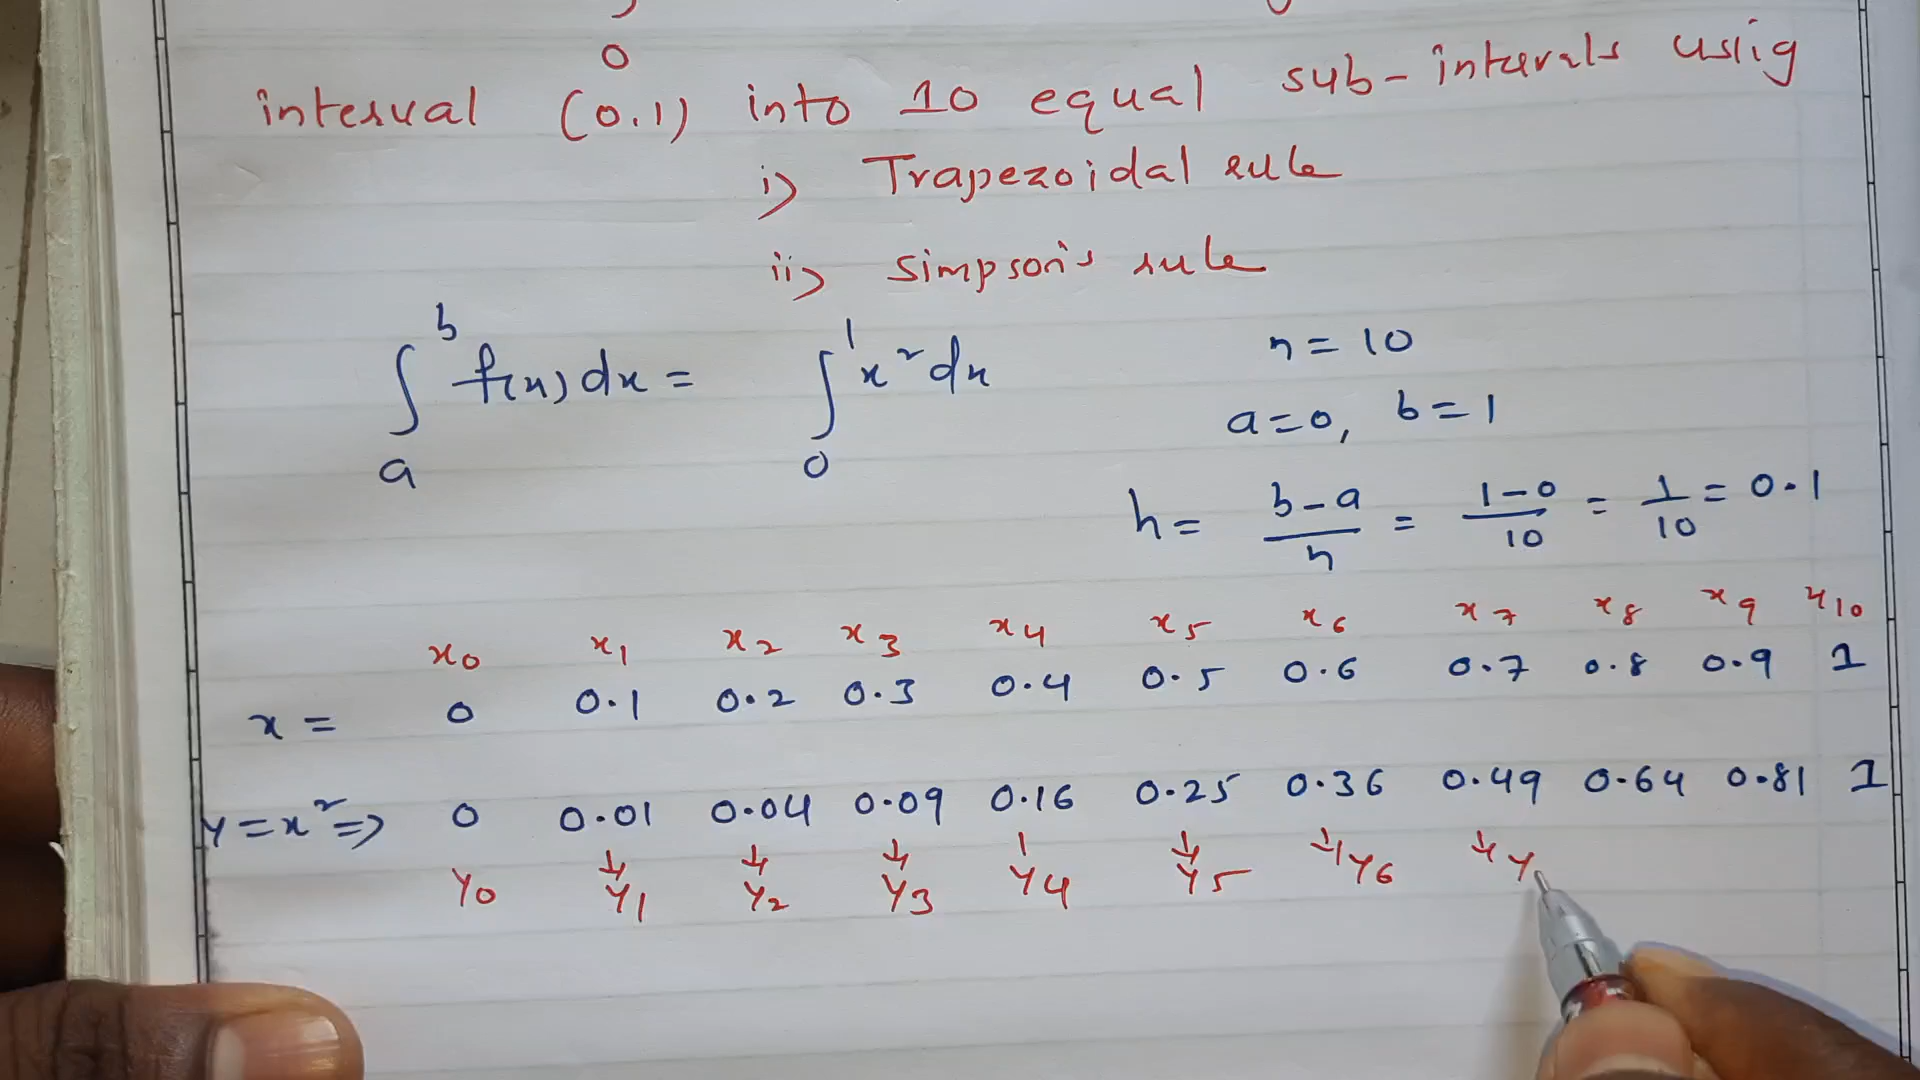 0
interval (0.1) into 10 equal sub-intervals using
i) Trapezoidal rule
ii) Simpson's rule
∫_a^b f(x) dx = ∫_0^1 x² dx
n = 10
a = 0, b = 1
h = (b-a)/n = (1-0)/10 = 1/10 = 0.1
x0 x1 x2 x3 x4 x5 x6 x7 x8 x9 x10
x = 0 0.1 0.2 0.3 0.4 0.5 0.6 0.7 0.8 0.9 1
y = x² => 0 0.01 0.04 0.09 0.16 0.25 0.36 0.49 0.64 0.81 1
y0 y1 y2 y3 y4 y5 y6 y